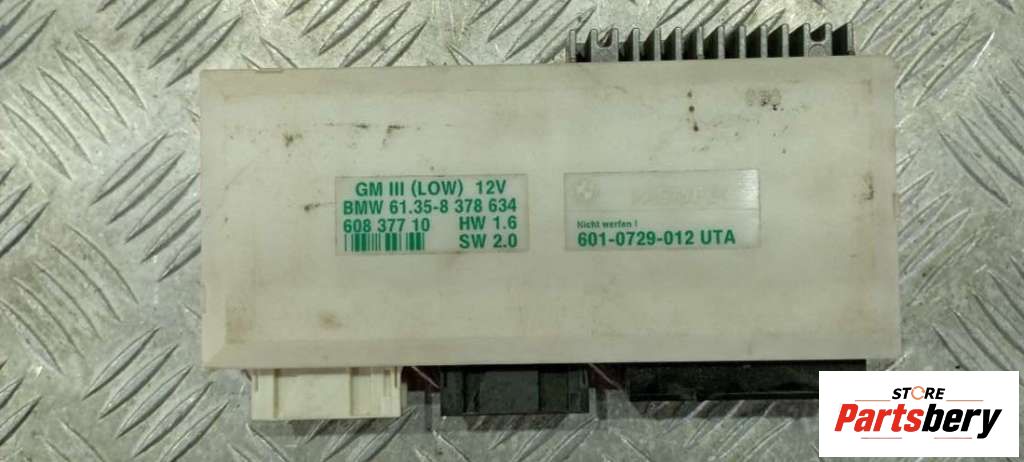 GM III (LOW) 12V
BMW 61.35-8 378 634
608 377 10 HW 1.6
SW 2.0
Nicht werfen !
601-0729-012 UTA
STORE
Partsbery